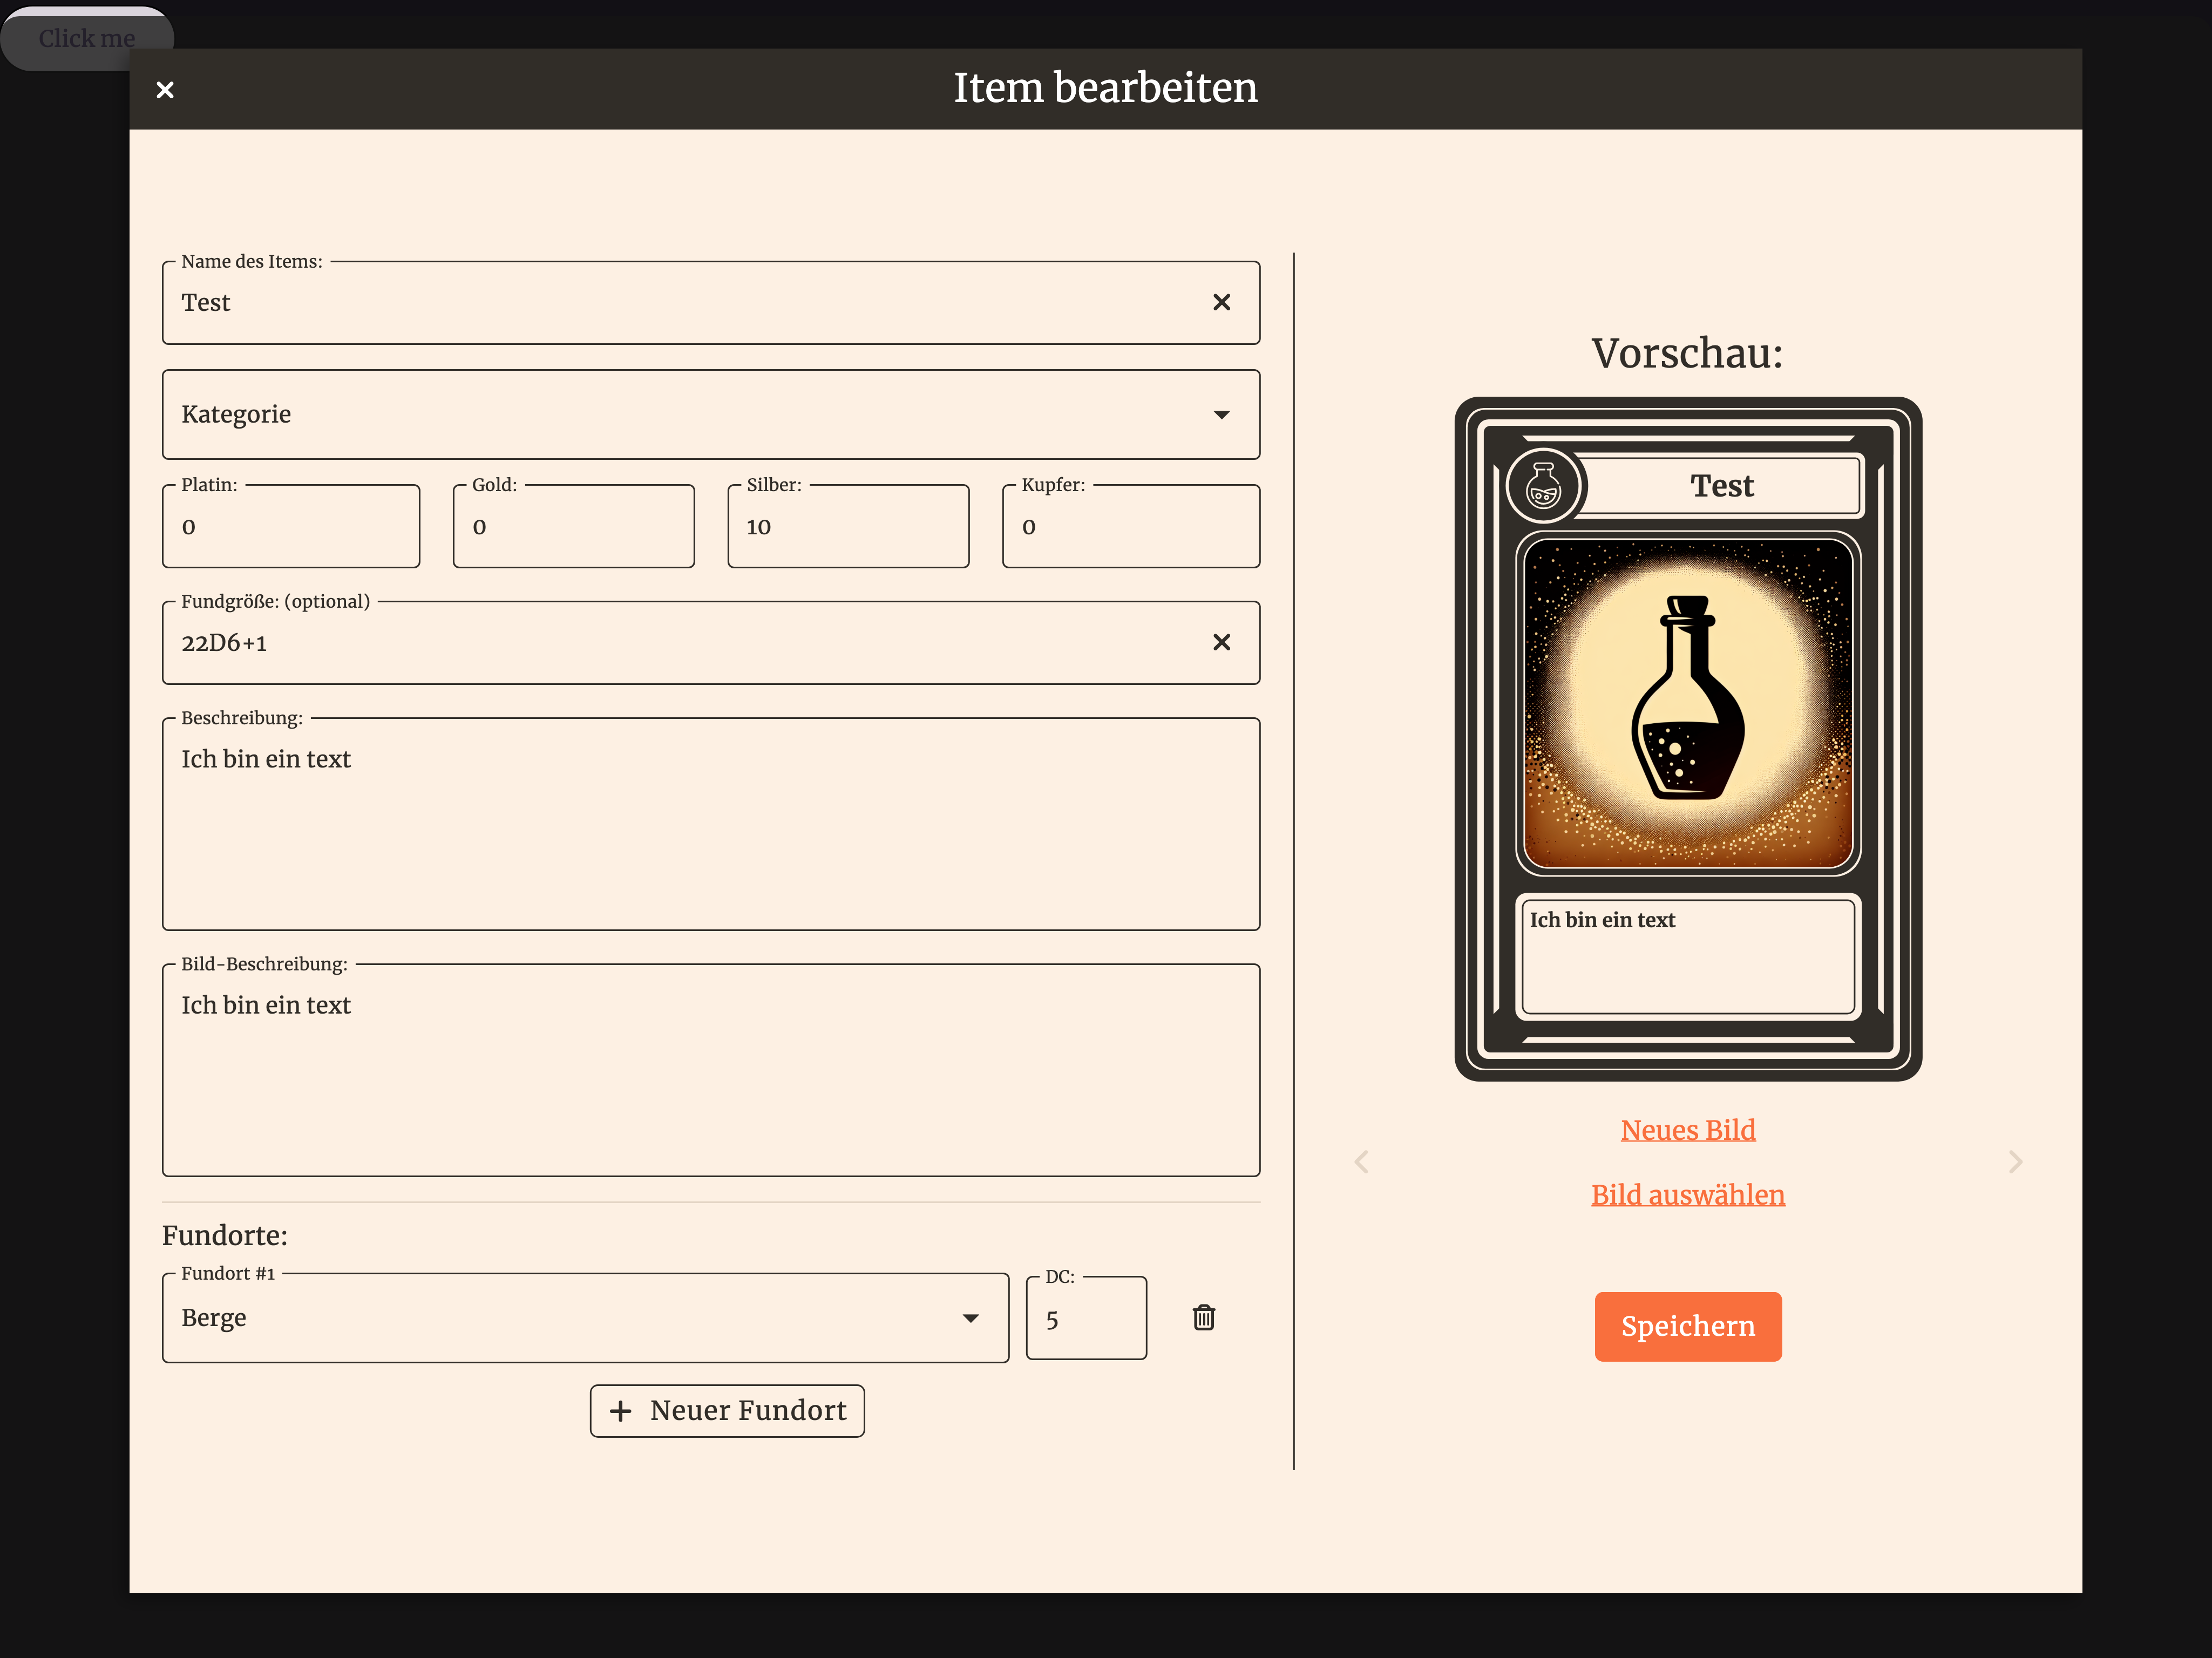 Click me
Item bearbeiten
Name des Items:
Test
Kategorie
Platin:
0
Gold:
0
Silber:
10
Kupfer:
0
Fundgröße: (optional)
22D6+1
Beschreibung:
Ich bin ein text
Bild-Beschreibung:
Ich bin ein text
Fundorte:
Fundort #1
Berge
DC:
5
Neuer Fundort
Vorschau:
Test
Ich bin ein text
Neues Bild
Bild auswählen
Speichern